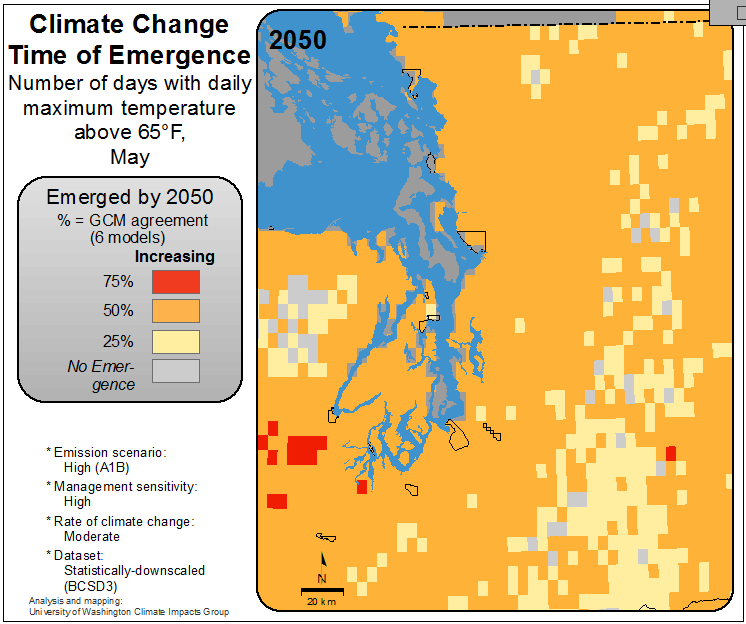 Climate Change
Time of Emergence
Number of days with daily
maximum temperature
above 65°F,
May
2050
Emerged by 2050
% = GCM agreement
(6 models)
Increasing
75%
50%
25%
No Emer-
gence
* Emission scenario:
High (A1B)
* Management sensitivity:
High
* Rate of climate change:
Moderate
* Dataset:
Statistically-downscaled
(BCSD3)
Analysis and mapping:
University of Washington Climate Impacts Group
N
20 km